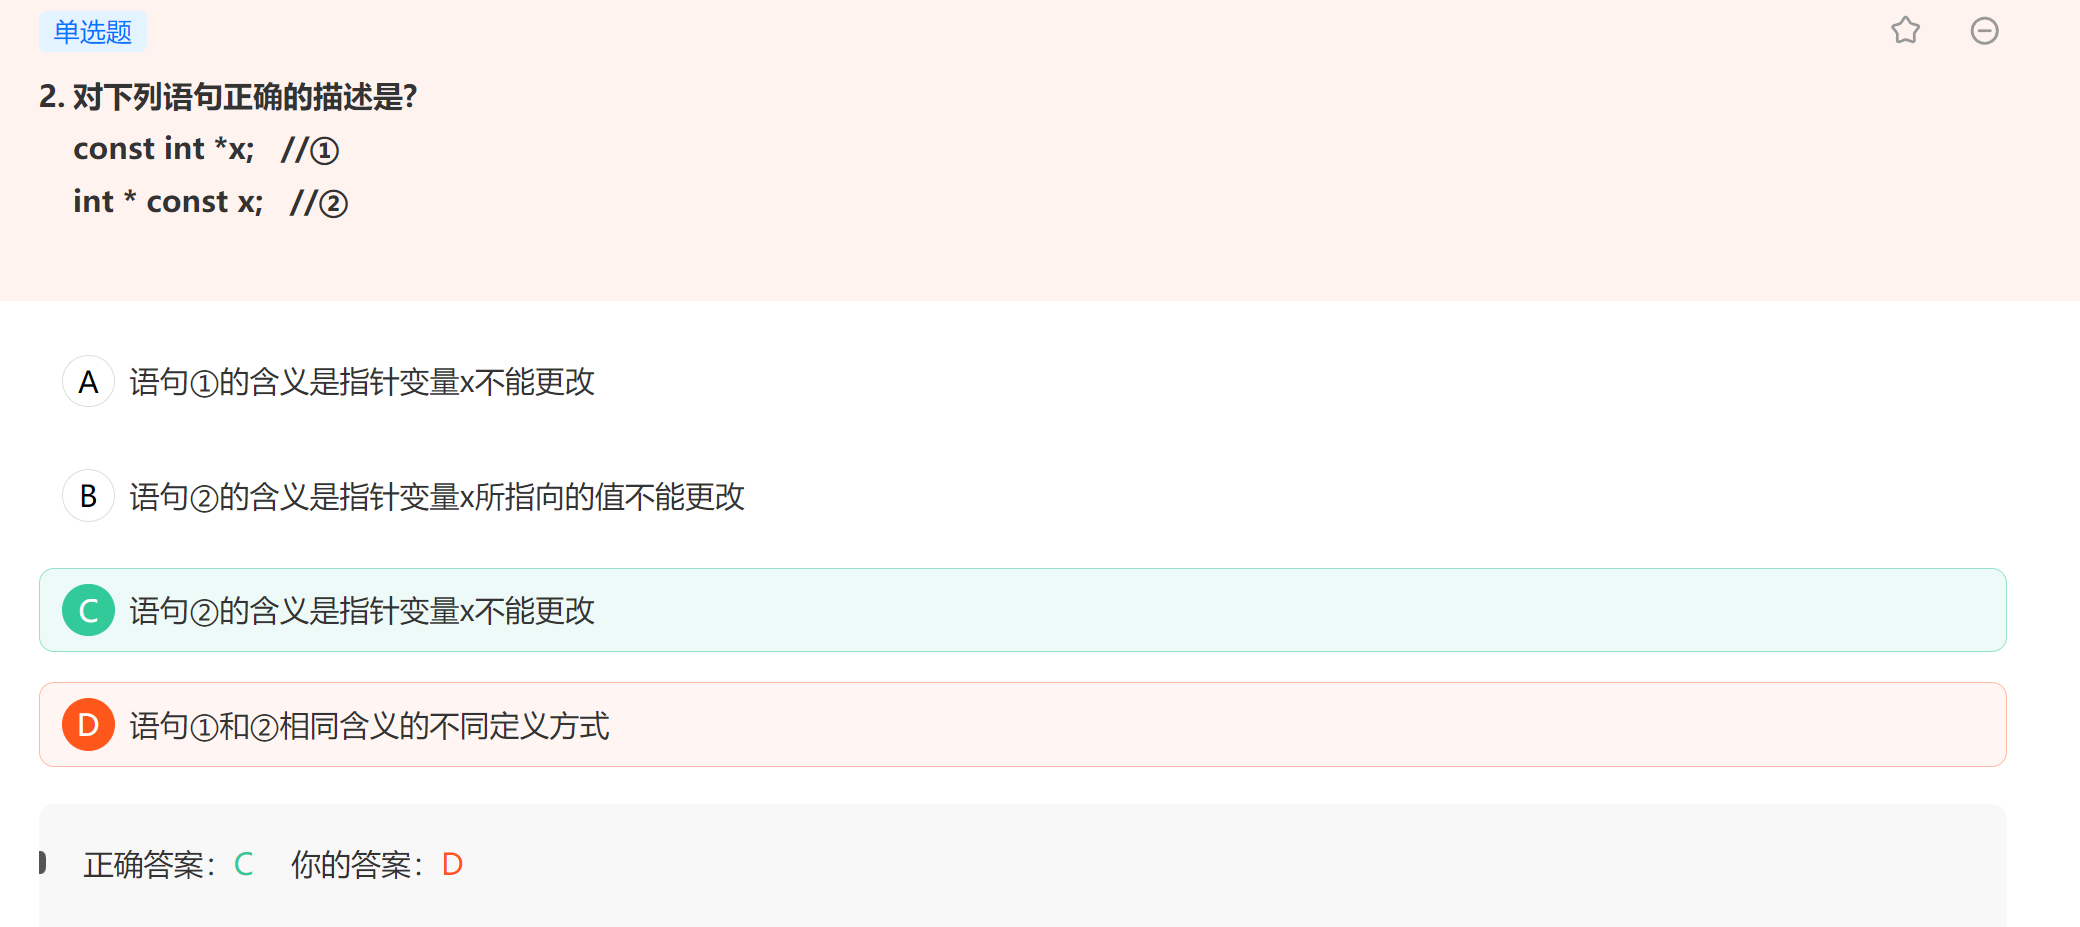 单选题
2. 对下列语句正确的描述是?
const int *x;   //①
int * const x;   //②
A 语句①的含义是指针变量x不能更改
B 语句②的含义是指针变量x所指向的值不能更改
C 语句②的含义是指针变量x不能更改
D 语句①和②相同含义的不同定义方式
正确答案：C   你的答案：D